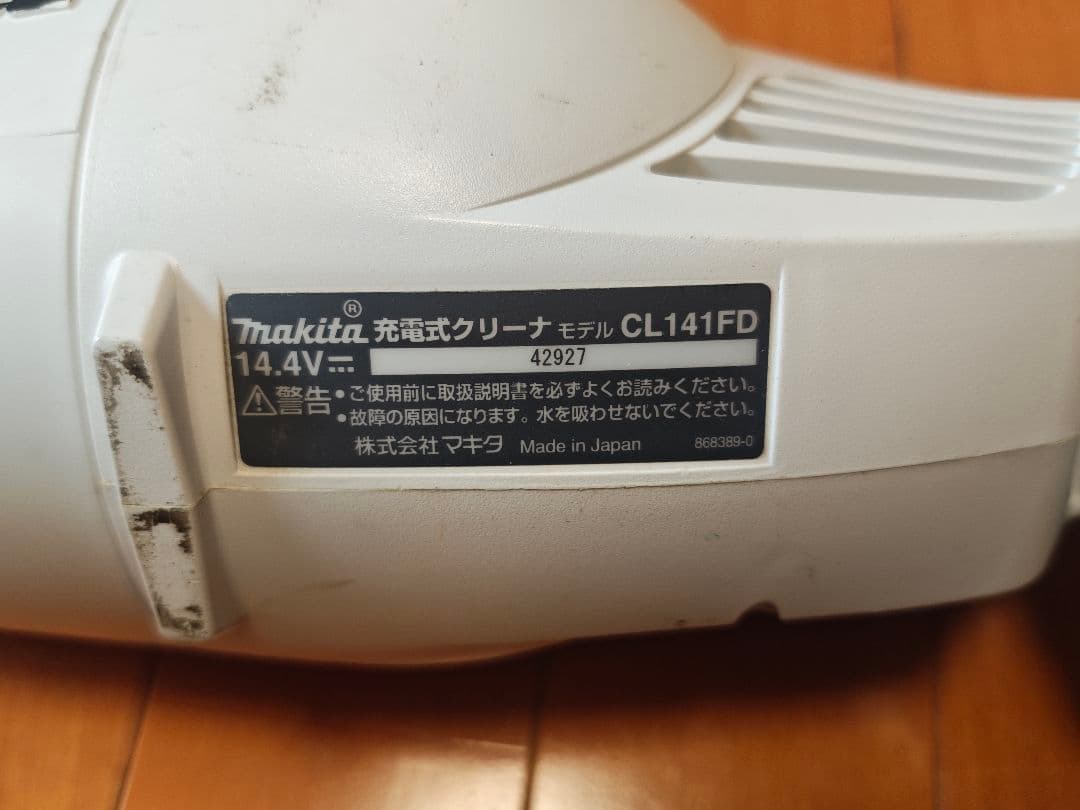 makita® 充電式クリーナ モデル CL141FD
14.4V⎓ 42927
⚠警告 • ご使用前に取扱説明書を必ずよくお読みください。
• 故障の原因になります。水を吸わせないでください。
株式会社 マキタ Made in Japan 868389-0